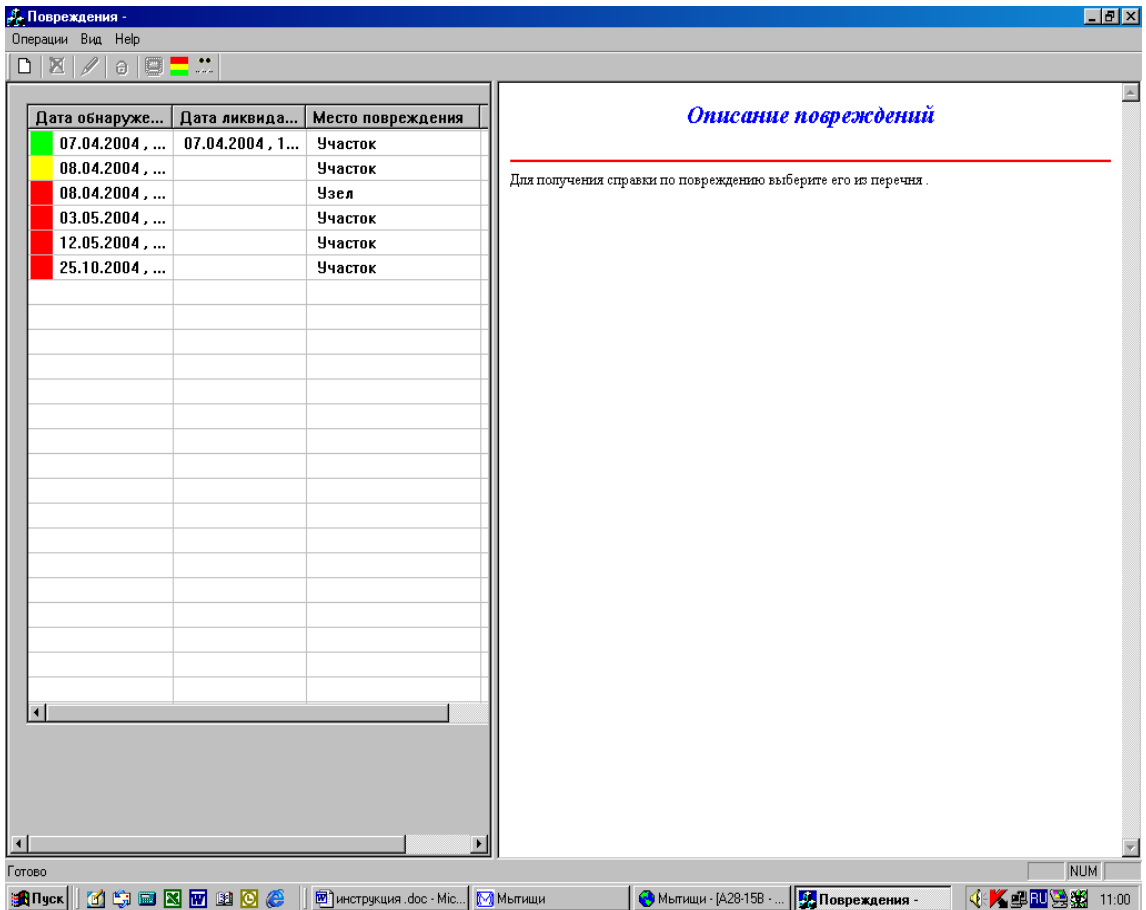 Повреждения -
Операции Вид Help
Дата обнаруже... Дата ликвида... Место повреждения
07.04.2004 , ... 07.04.2004 , 1... Участок
08.04.2004 , ... Участок
08.04.2004 , ... Узел
03.05.2004 , ... Участок
12.05.2004 , ... Участок
25.10.2004 , ... Участок
Описание повреждений
Для получения справки по повреждению выберите его из перечня .
Готово NUM
Пуск инструкция .doc - Mic... Мытищи Мытищи - [A28-15B - ... Повреждения - RU 11:00